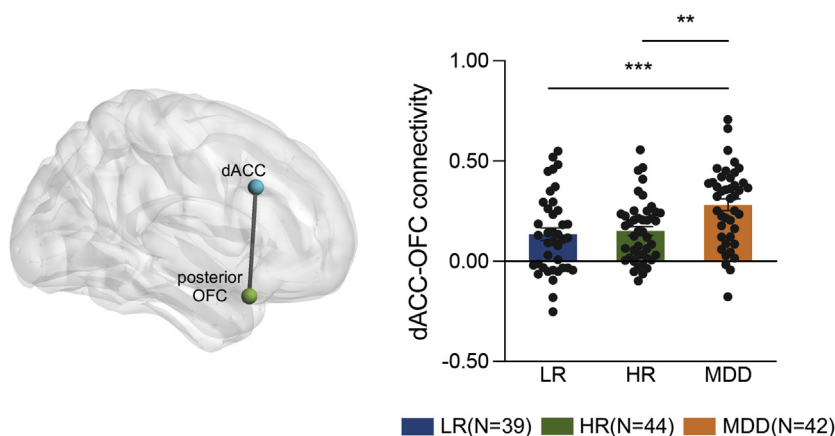 dACC
posterior
OFC
dACC-OFC connectivity
**
***
1.00
0.50
0.00
-0.50
LR
HR
MDD
LR(N=39)
HR(N=44)
MDD(N=42)